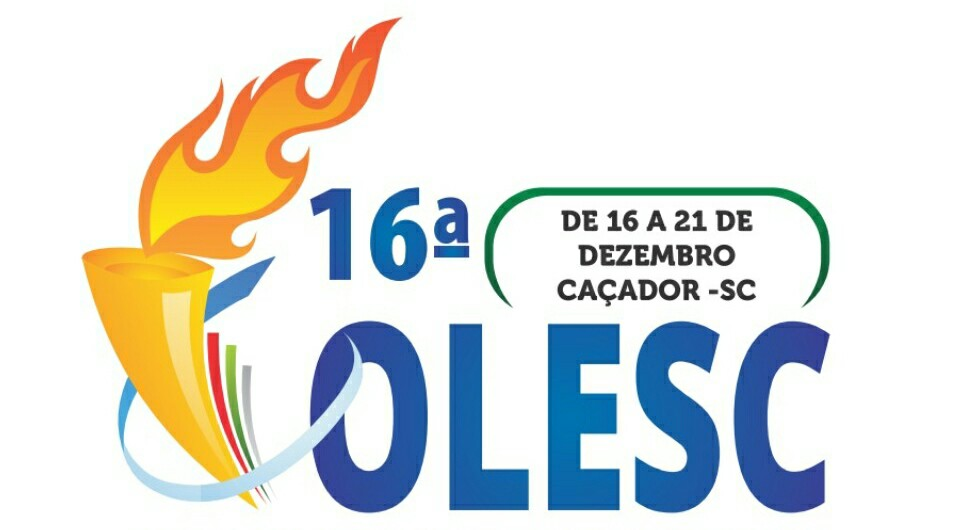 16ª
DE 16 A 21 DE
DEZEMBRO
CAÇADOR -SC
OLESC